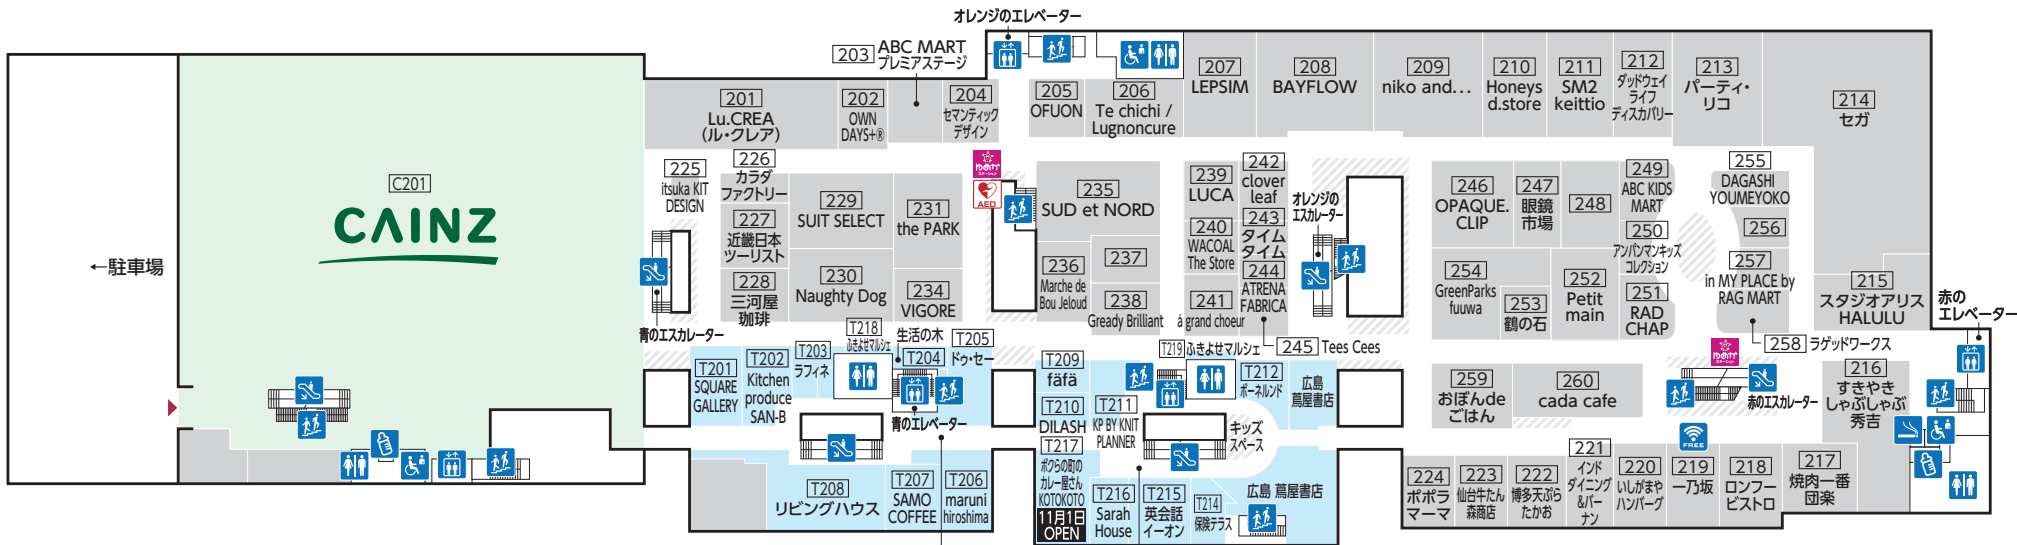 オレンジのエレベーター
203 ABC MART
プレミアステージ
201
Lu.CREA
(ル・クレア)
202
OWN
DAYS+®
204
セマンティック
デザイン
205
OFUON
206
Te chichi /
Lugnoncure
207
LEPSIM
208
BAYFLOW
209
niko and...
210
Honeys
d.store
211
SM2
keittio
212
ダッドウェイ
ライフ
ディスカバリー
213
パーティ・
リコ
214
セガ
C201
CAINZ
←駐車場
225
itsuka KIT
DESIGN
226
カラダ
ファクトリー
227
近畿日本
ツーリスト
228
三河屋
珈琲
229
SUIT SELECT
230
Naughty Dog
231
the PARK
234
VIGORE
ゆめか
ステーション
AED
235
SUD et NORD
236
Marche de
Bou Jeloud
237
238
Gready Brilliant
239
LUCA
240
WACOAL
The Store
241
á grand choeur
242
clover
leaf
243
タイム
タイム
244
ATRENA
FABRICA
245 Tees Cees
オレンジの
エスカレーター
246
OPAQUE.
CLIP
247
眼鏡
市場
248
249
ABC KIDS
MART
250
アンパンマンキッズ
コレクション
251
RAD
CHAP
252
Petit
main
253
鶴の石
254
GreenParks
fuuwa
255
DAGASHI
YOUMEYOKO
256
257
in MY PLACE by
RAG MART
258 ラゲッドワークス
215
スタジオアリス
HALULU
赤の
エレベーター
青のエスカレーター
T218
ふきよせマルシェ
生活の木
T204
T205
ドゥ・セー
T201
SQUARE
GALLERY
T202
Kitchen
produce
SAN-B
T203
ラフィネ
青のエレベーター
T208
リビングハウス
T207
SAMO
COFFEE
T206
maruni
hiroshima
T209
fāfā
T210
DILASH
T211
KP BY KNIT
PLANNER
T219 ふきよせマルシェ
T212
ボーネルンド
広島
蔦屋書店
キッズ
スペース
T217
ボクらの町の
カレー屋さん
KOTOKOTO
11月1日
OPEN
T216
Sarah
House
T215
英会話
イーオン
T214
保険テラス
広島 蔦屋書店
259
おぼんde
ごはん
260
cada cafe
ゆめか
ステーション
赤のエスカレーター
FREE
216
すきやき
しゃぶしゃぶ
秀吉
224
ポポラ
マーマ
223
仙台牛たん
森商店
222
博多天ぷら
たかお
221
インド
ダイニング
&バー
ナン
220
いしがまや
ハンバーグ
219
一乃坂
218
ロンフー
ビストロ
217
焼肉一番
団楽